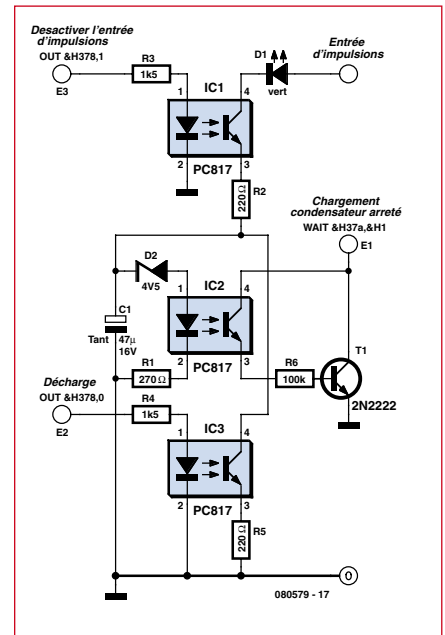 Desactiver l'entrée
d'impulsions
OUT &H378,1
E3
R3
1k5
1
2
IC1
4
3
PC817
D1
vert
Entrée
d'impulsions
220Ω
R2
Chargement
condensateur arreté
WAIT &H37a,&H1
E1
D2
4V5
C1
Tant
47µ
16V
1
2
IC2
4
3
PC817
R1
270Ω
R6
100k
T1
2N2222
Décharge
OUT &H378,0
E2
R4
1k5
1
2
IC3
4
3
PC817
220Ω
R5
0
080579 - 17